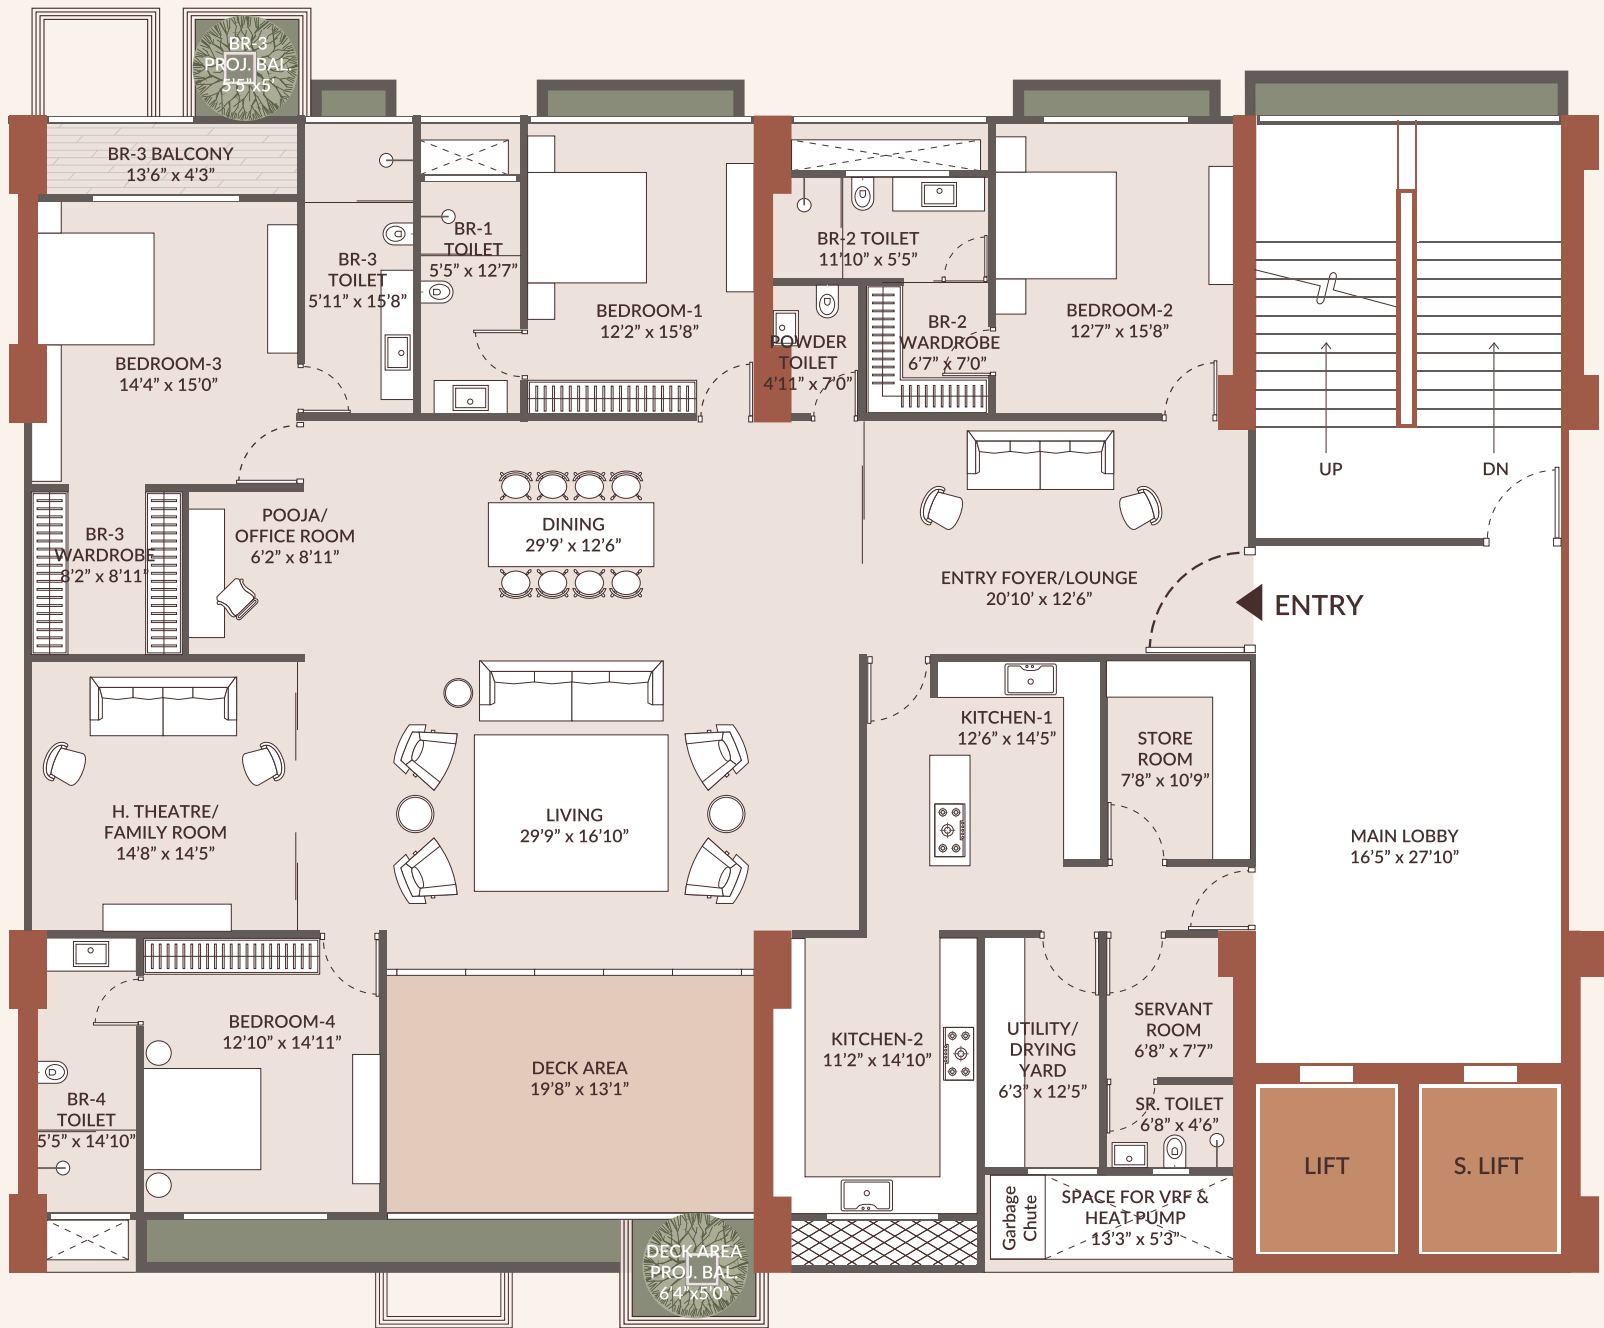 BR-3
PROJ. BAL.
5'5"x5'
BR-3 BALCONY
13'6" x 4'3"
BR-3
TOILET
5'11" x 15'8"
BR-1
TOILET
5'5" x 12'7"
BEDROOM-1
12'2" x 15'8"
BR-2 TOILET
11'10" x 5'5"
POWDER
TOILET
4'11" x 7'0"
BR-2
WARDROBE
6'7" x 7'0"
BEDROOM-2
12'7" x 15'8"
BEDROOM-3
14'4" x 15'0"
UP
DN
BR-3
WARDROBE
8'2" x 8'11"
POOJA/
OFFICE ROOM
6'2" x 8'11"
DINING
29'9' x 12'6"
ENTRY FOYER/LOUNGE
20'10' x 12'6"
ENTRY
H. THEATRE/
FAMILY ROOM
14'8" x 14'5"
LIVING
29'9" x 16'10"
KITCHEN-1
12'6" x 14'5"
STORE
ROOM
7'8" x 10'9"
MAIN LOBBY
16'5" x 27'10"
BEDROOM-4
12'10" x 14'11"
BR-4
TOILET
5'5" x 14'10"
DECK AREA
19'8" x 13'1"
KITCHEN-2
11'2" x 14'10"
UTILITY/
DRYING
YARD
6'3" x 12'5"
SERVANT
ROOM
6'8" x 7'7"
SR. TOILET
6'8" x 4'6"
LIFT
S. LIFT
Garbage
Chute
SPACE FOR VRF &
HEAT PUMP
13'3" x 5'3"
DECK AREA
PROJ. BAL.
6'4"x5'0"